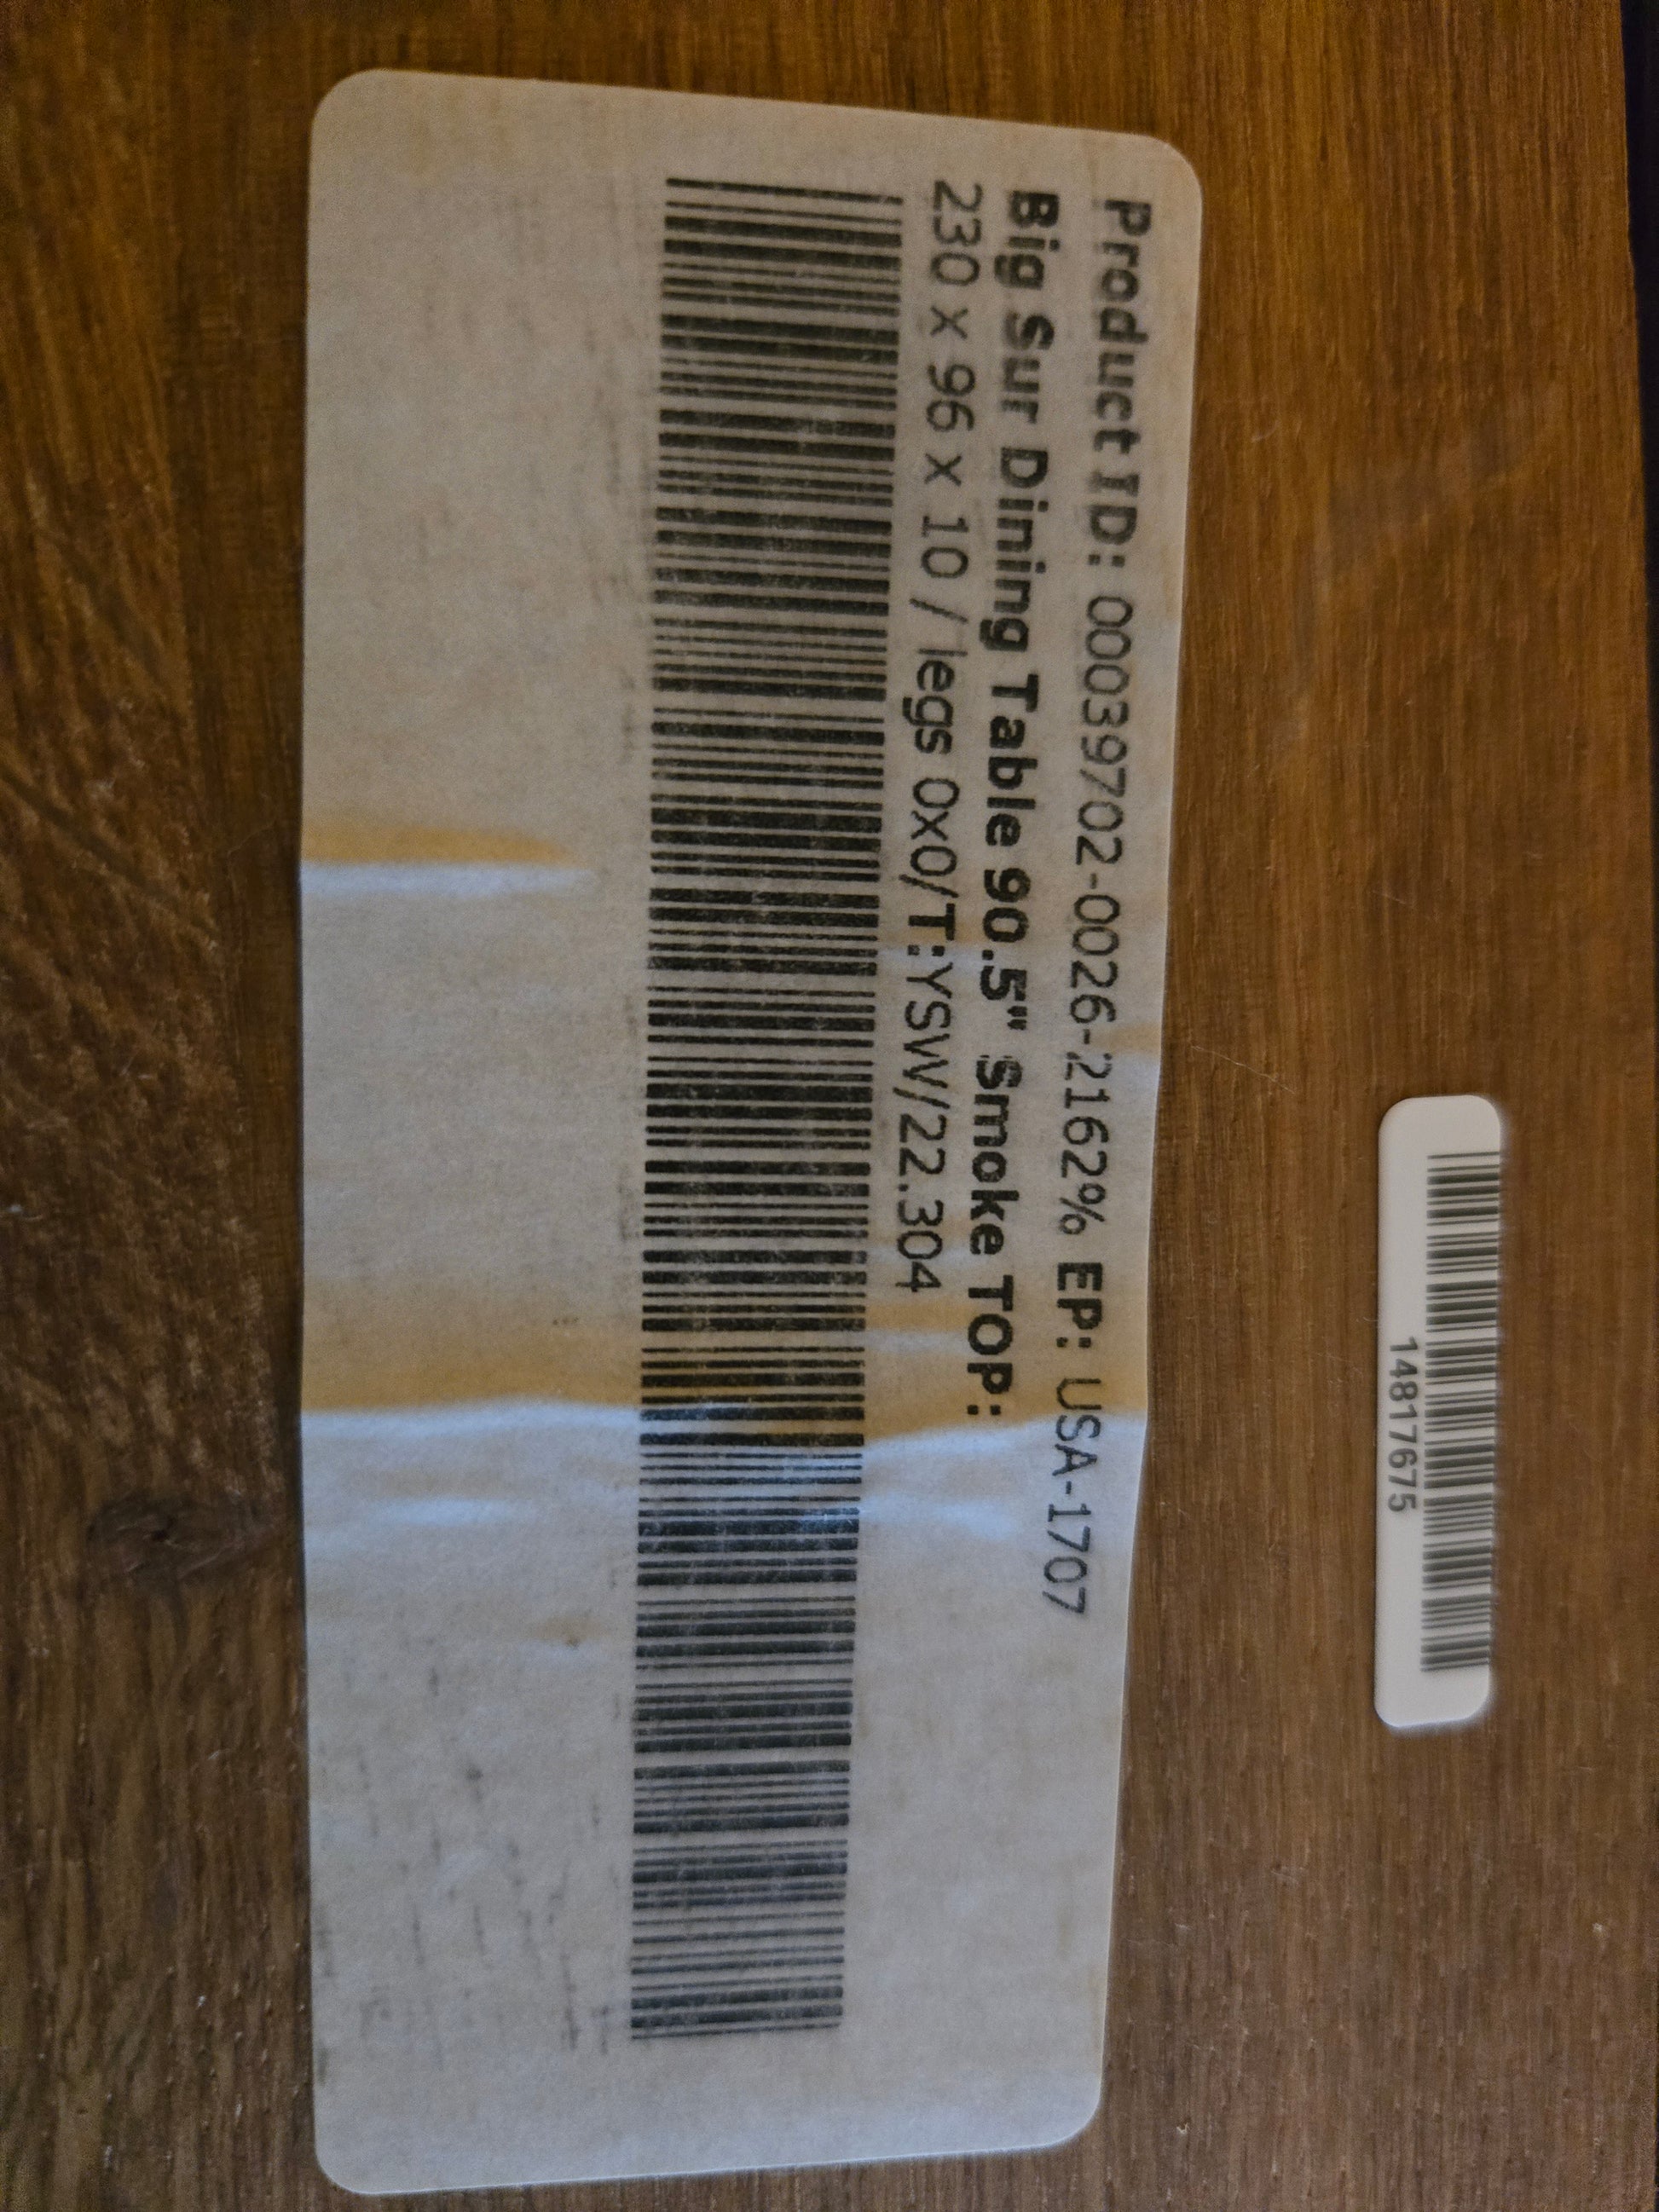 Product ID: 00039702-0026-2162% EP: USA-1707
Big Sur Dining Table 90.5" Smoke TOP:
230 x 96 x 10 / legs 0x0/T:YSW/22.304
14817675